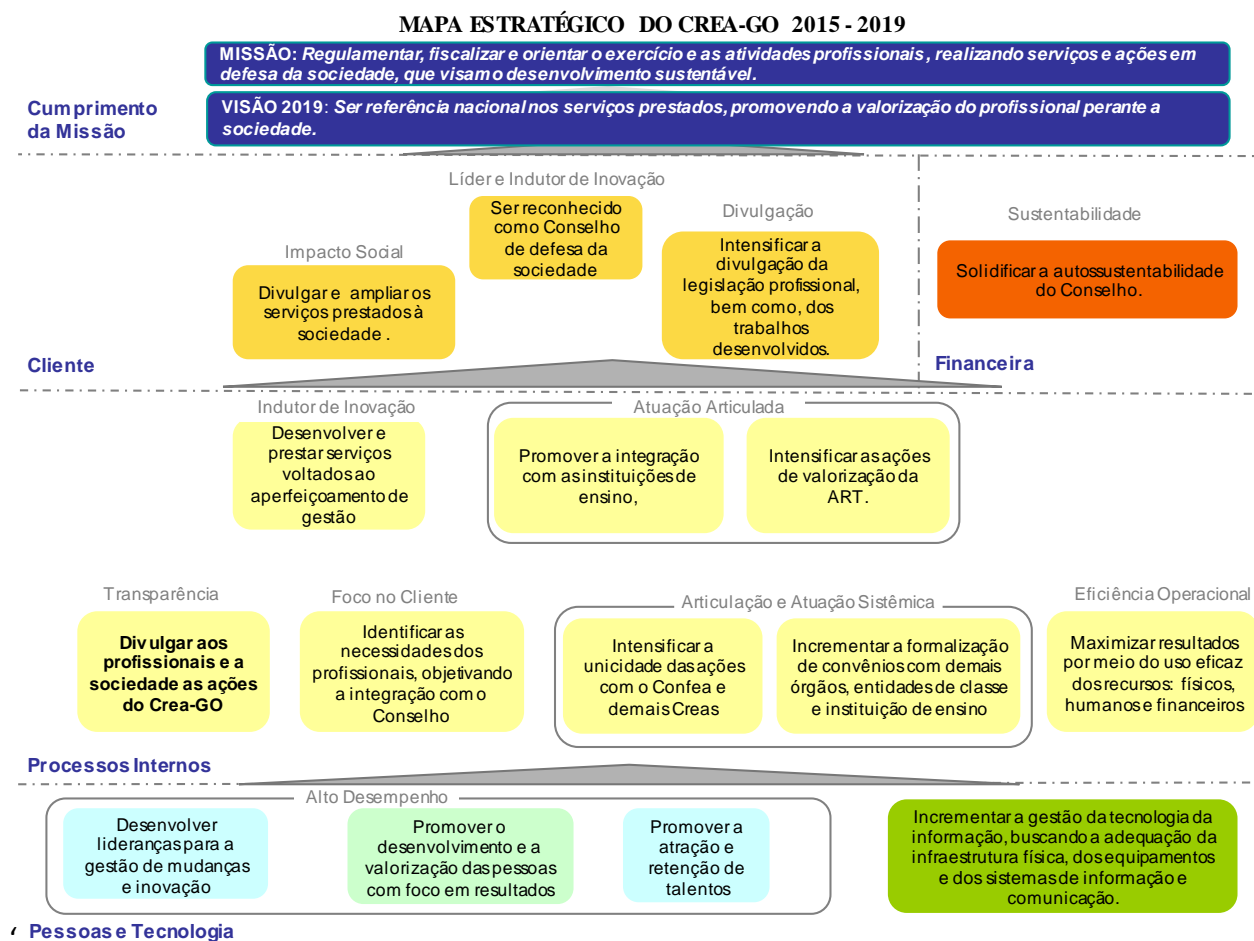 MAPA ESTRATÉGICO DO CREA-GO 2015 - 2019
MISSÃO: Regulamentar, fiscalizar e orientar o exercício e as atividades profissionais, realizando serviços e ações em
defesa da sociedade, que visam o desenvolvimento sustentável.
Cumprimento
da Missão
VISÃO 2019: Ser referência nacional nos serviços prestados, promovendo a valorização do profissional perante a
sociedade.
Líder e Indutor de Inovação
Ser reconhecido
como Conselho
de defesa da
sociedade
Divulgação
Intensificar a
divulgação da
legislação profissional,
bem como, dos
trabalhos
desenvolvidos.
Sustentabilidade
Solidificar a autossustentabilidade
do Conselho.
Impacto Social
Divulgar e ampliar os
serviços prestados à
sociedade .
Cliente
Financeira
Indutor de Inovação
Desenvolver e
prestar serviços
voltados ao
aperfeiçoamento de
gestão
Atuação Articulada
Promover a integração
com as instituições de
ensino,
Intensificar as ações
de valorização da
ART.
Transparência
Divulgar aos
profissionais e a
sociedade as ações
do Crea-GO
Foco no Cliente
Identificar as
necessidades dos
profissionais, objetivando
a integração com o
Conselho
Articulação e Atuação Sistêmica
Intensificar a
unicidade das ações
com o Confea e
demais Creas
Incrementar a formalização
de convênios com demais
órgãos, entidades de classe
e instituição de ensino
Eficiência Operacional
Maximizar resultados
por meio do uso eficaz
dos recursos: físicos,
humanos e financeiros
Processos Internos
Alto Desempenho
Desenvolver
lideranças para a
gestão de mudanças
e inovação
Promover o
desenvolvimento e a
valorização das pessoas
com foco em resultados
Promover a
atração e
retenção de
talentos
Incrementar a gestão da tecnologia da
informação, buscando a adequação da
infraestrutura física, dos equipamentos
e dos sistemas de informação e
comunicação.
‘ Pessoas e Tecnologia